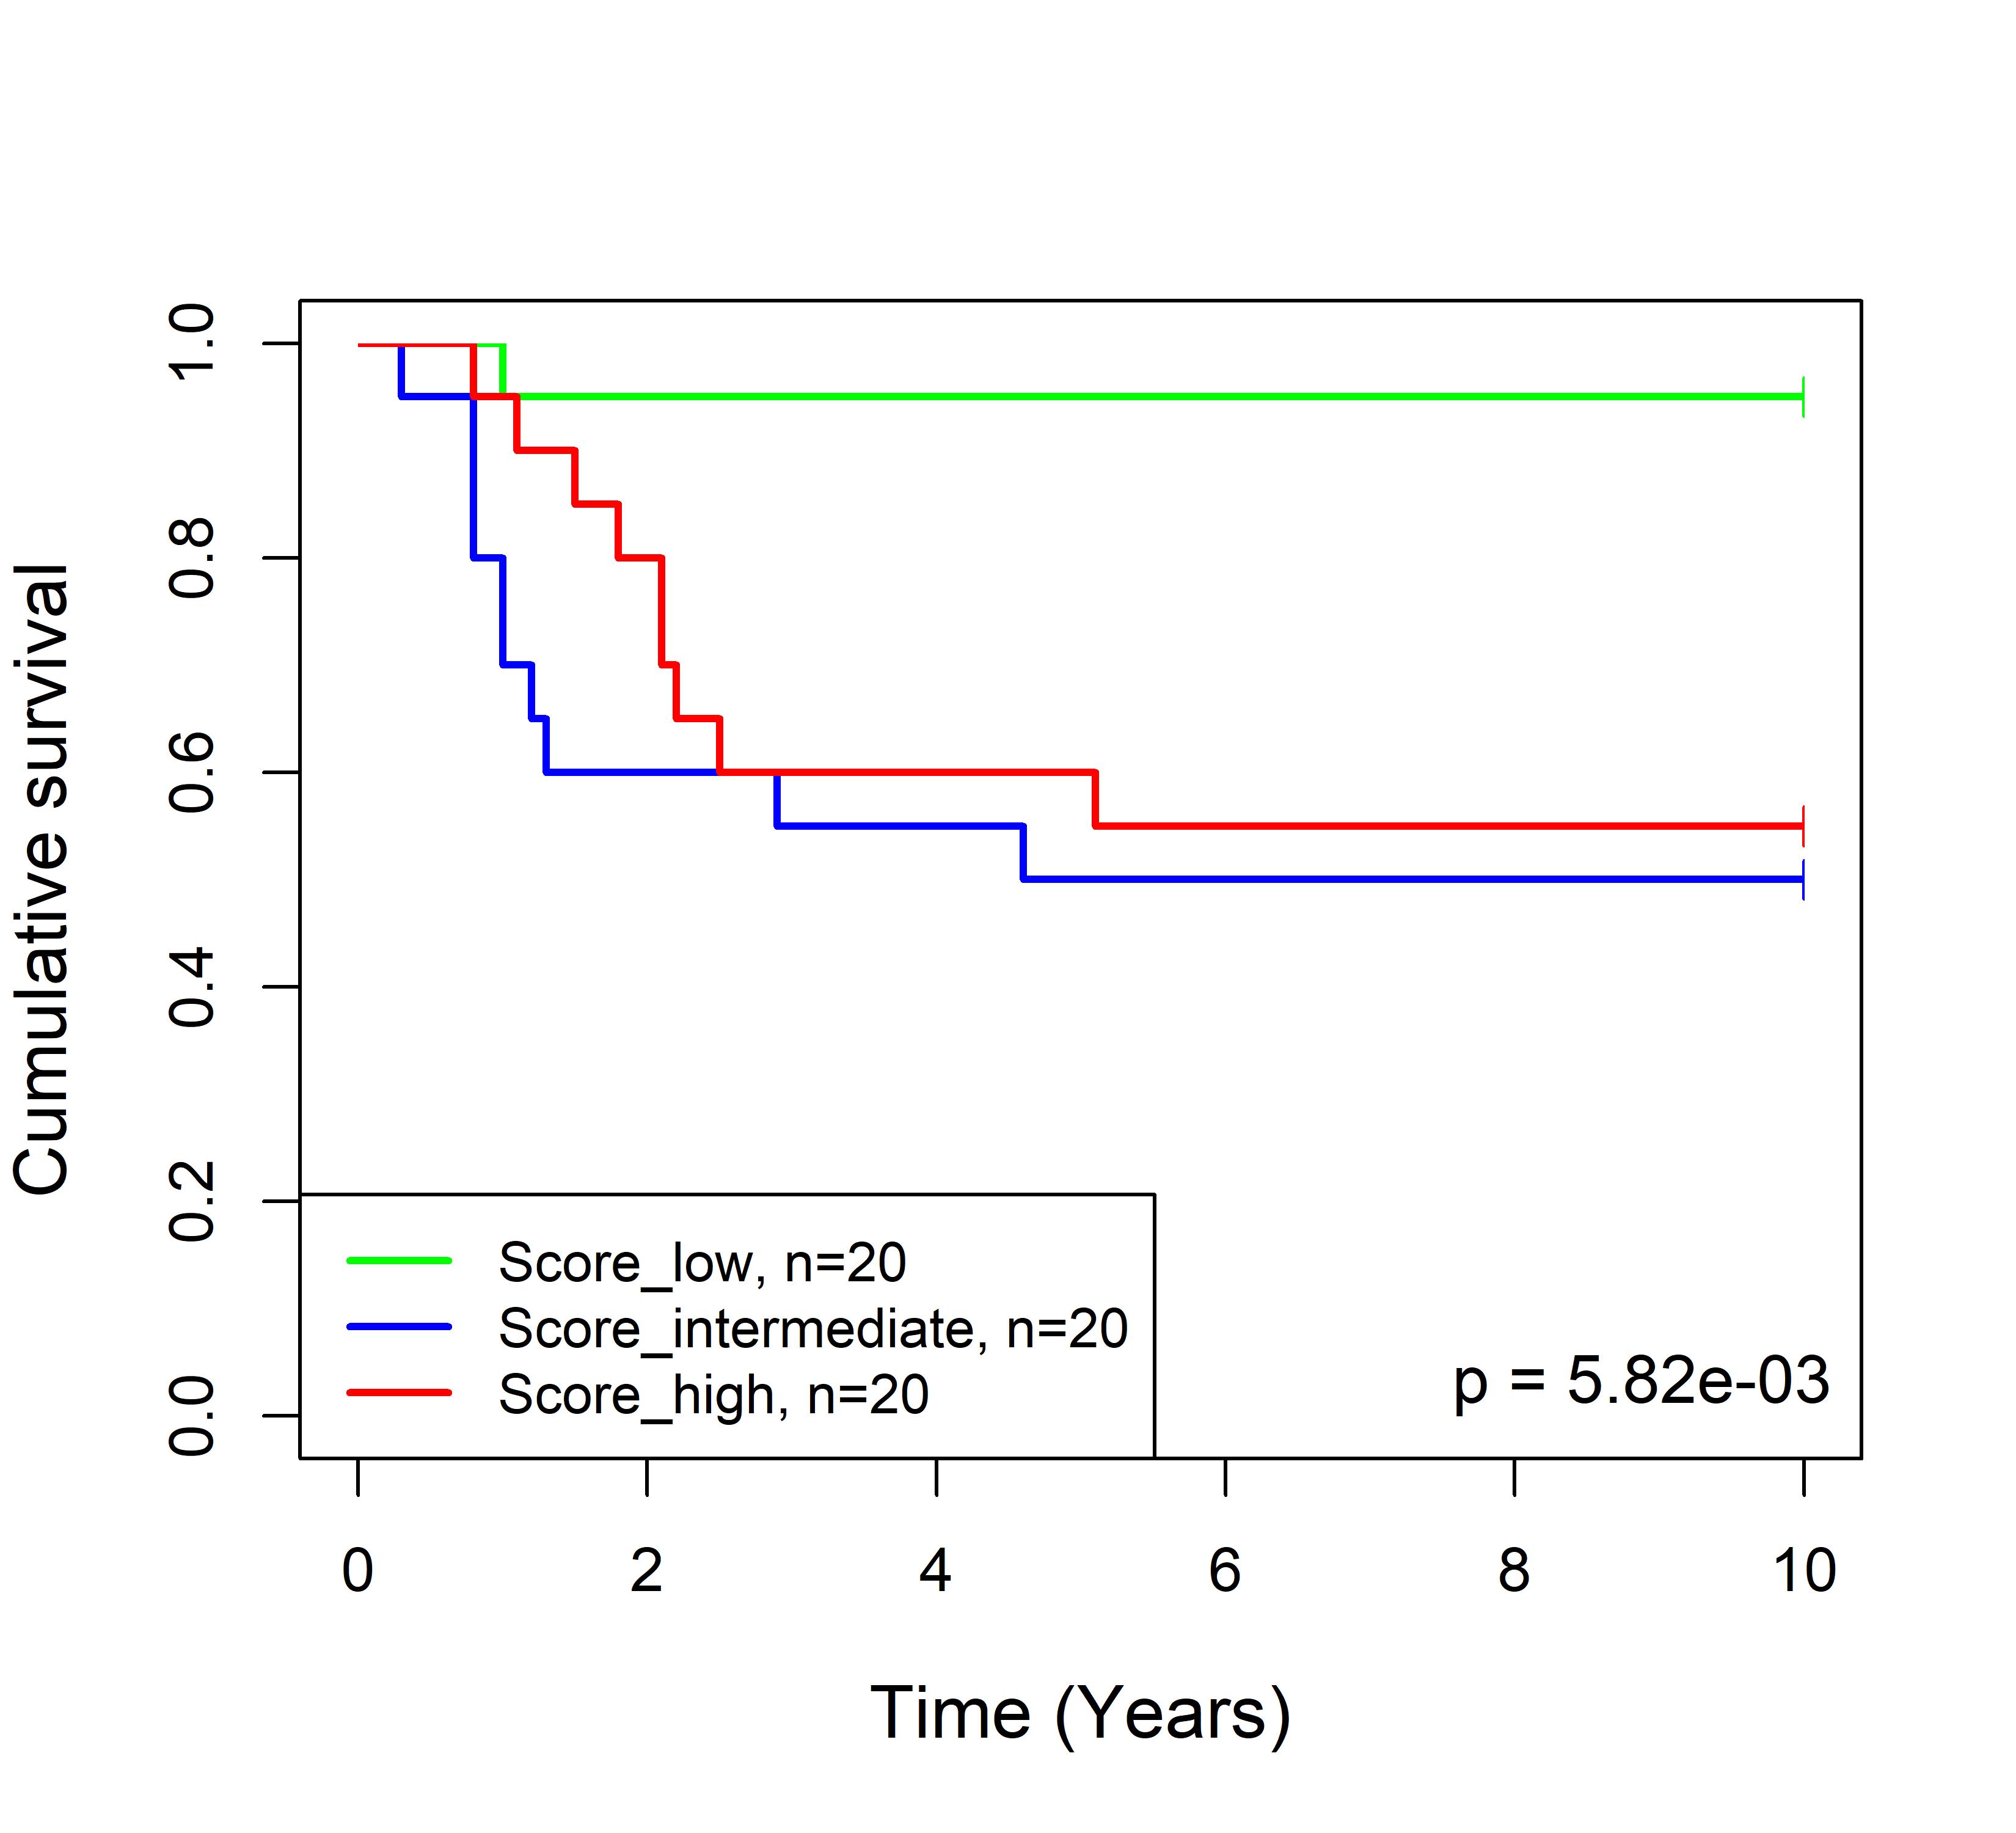 Cumulative survival
1.0
0.8
0.6
0.4
0.2
0.0
Score_low, n=20
Score_intermediate, n=20
Score_high, n=20
p = 5.82e-03
0 2 4 6 8 10
Time (Years)